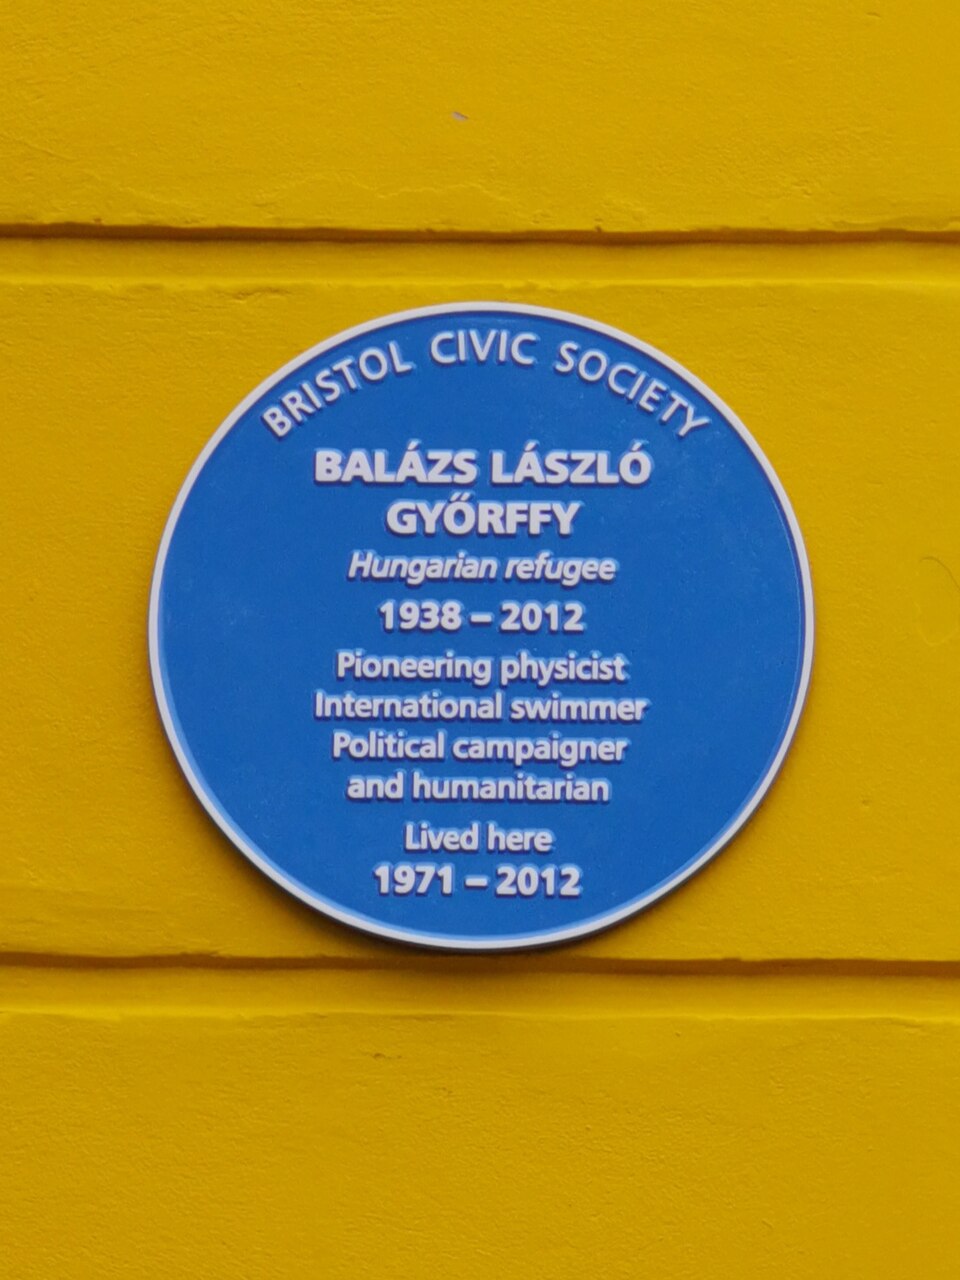 BRISTOL CIVIC SOCIETY
BALÁZS LÁSZLÓ
GYŐRFFY
Hungarian refugee
1938 – 2012
Pioneering physicist
International swimmer
Political campaigner
and humanitarian
Lived here
1971 – 2012